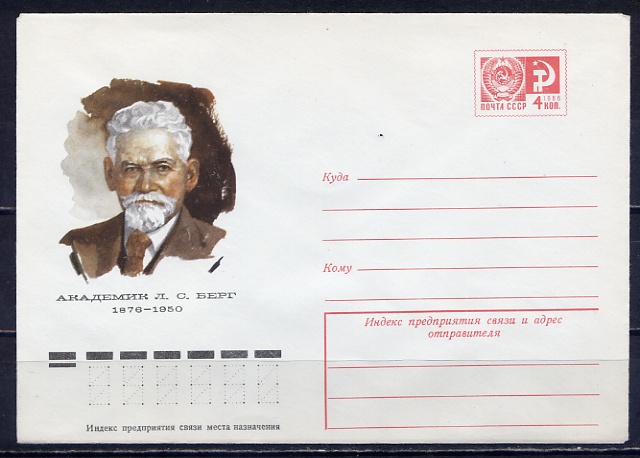 АКАДЕМИК Л. С. БЕРГ
1876—1950
ПОЧТА СССР
1966
4 КОП.
Куда
Кому
Индекс предприятия связи и адрес
отправителя
Индекс предприятия связи места назначения